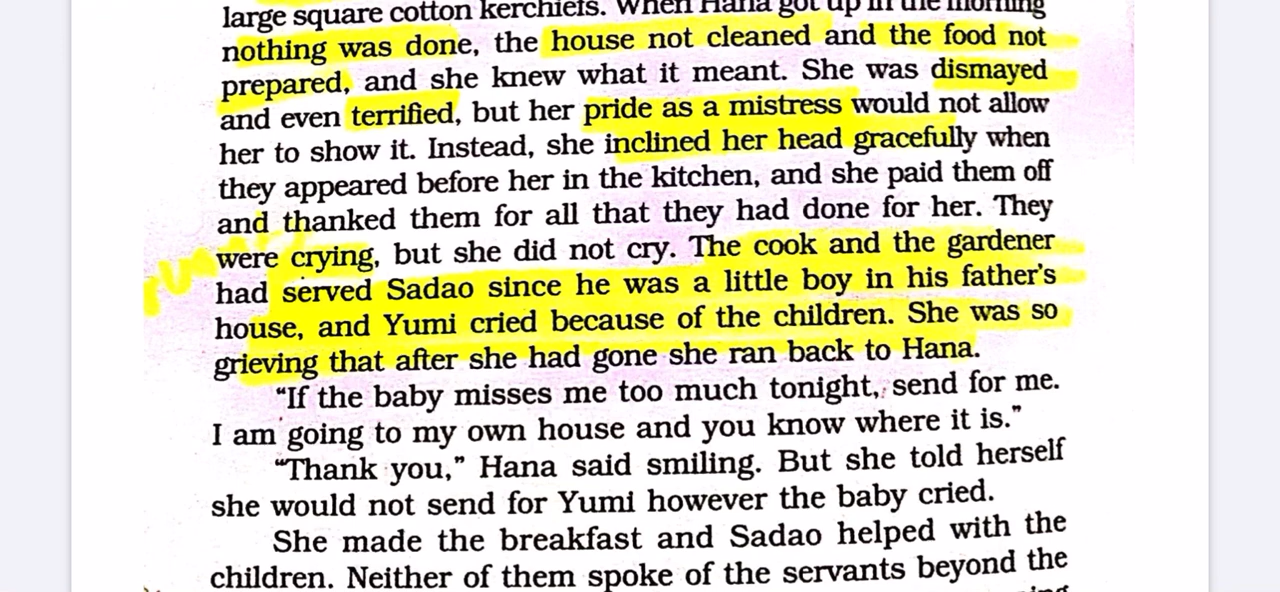 large square cotton kerchiefs. When Hana got up in the morning
nothing was done, the house not cleaned and the food not
prepared, and she knew what it meant. She was dismayed
and even terrified, but her pride as a mistress would not allow
her to show it. Instead, she inclined her head gracefully when
they appeared before her in the kitchen, and she paid them off
and thanked them for all that they had done for her. They
were crying, but she did not cry. The cook and the gardener
had served Sadao since he was a little boy in his father's
house, and Yumi cried because of the children. She was so
grieving that after she had gone she ran back to Hana.
“If the baby misses me too much tonight, send for me.
I am going to my own house and you know where it is.”
“Thank you,” Hana said smiling. But she told herself
she would not send for Yumi however the baby cried.
She made the breakfast and Sadao helped with the
children. Neither of them spoke of the servants beyond the